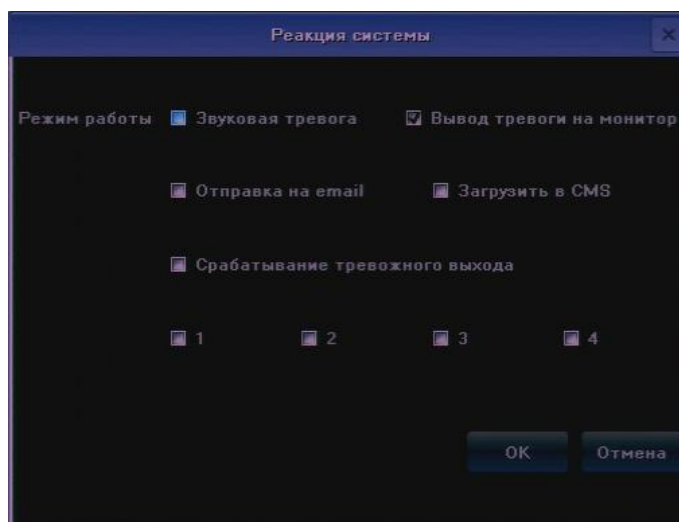 Реакция системы
Режим работы Звуковая тревога Вывод тревоги на монитор
Отправка на email Загрузить в CMS
Срабатывание тревожного выхода
1 2 3 4
OK Отмена